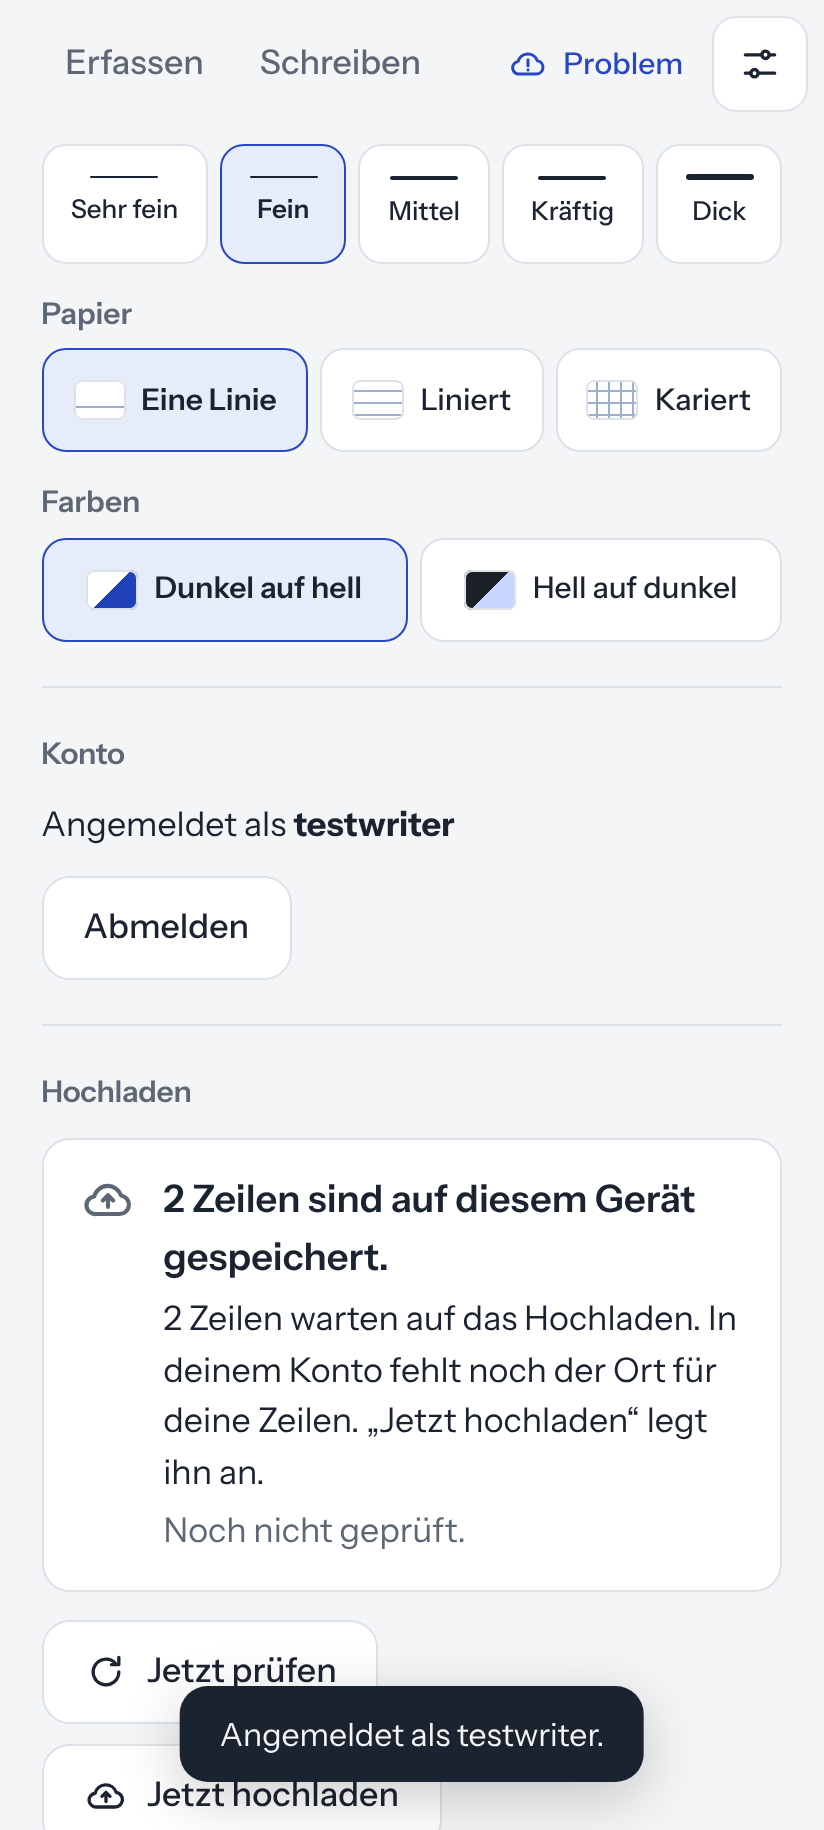 Erfassen Schreiben Problem
Sehr fein Fein Mittel Kräftig Dick
Papier
Eine Linie Liniert Kariert
Farben
Dunkel auf hell Hell auf dunkel
Konto
Angemeldet als testwriter
Abmelden
Hochladen
2 Zeilen sind auf diesem Gerät
gespeichert.
2 Zeilen warten auf das Hochladen. In
deinem Konto fehlt noch der Ort für
deine Zeilen. „Jetzt hochladen“ legt
ihn an.
Noch nicht geprüft.
Jetzt prüfen
Angemeldet als testwriter.
Jetzt hochladen